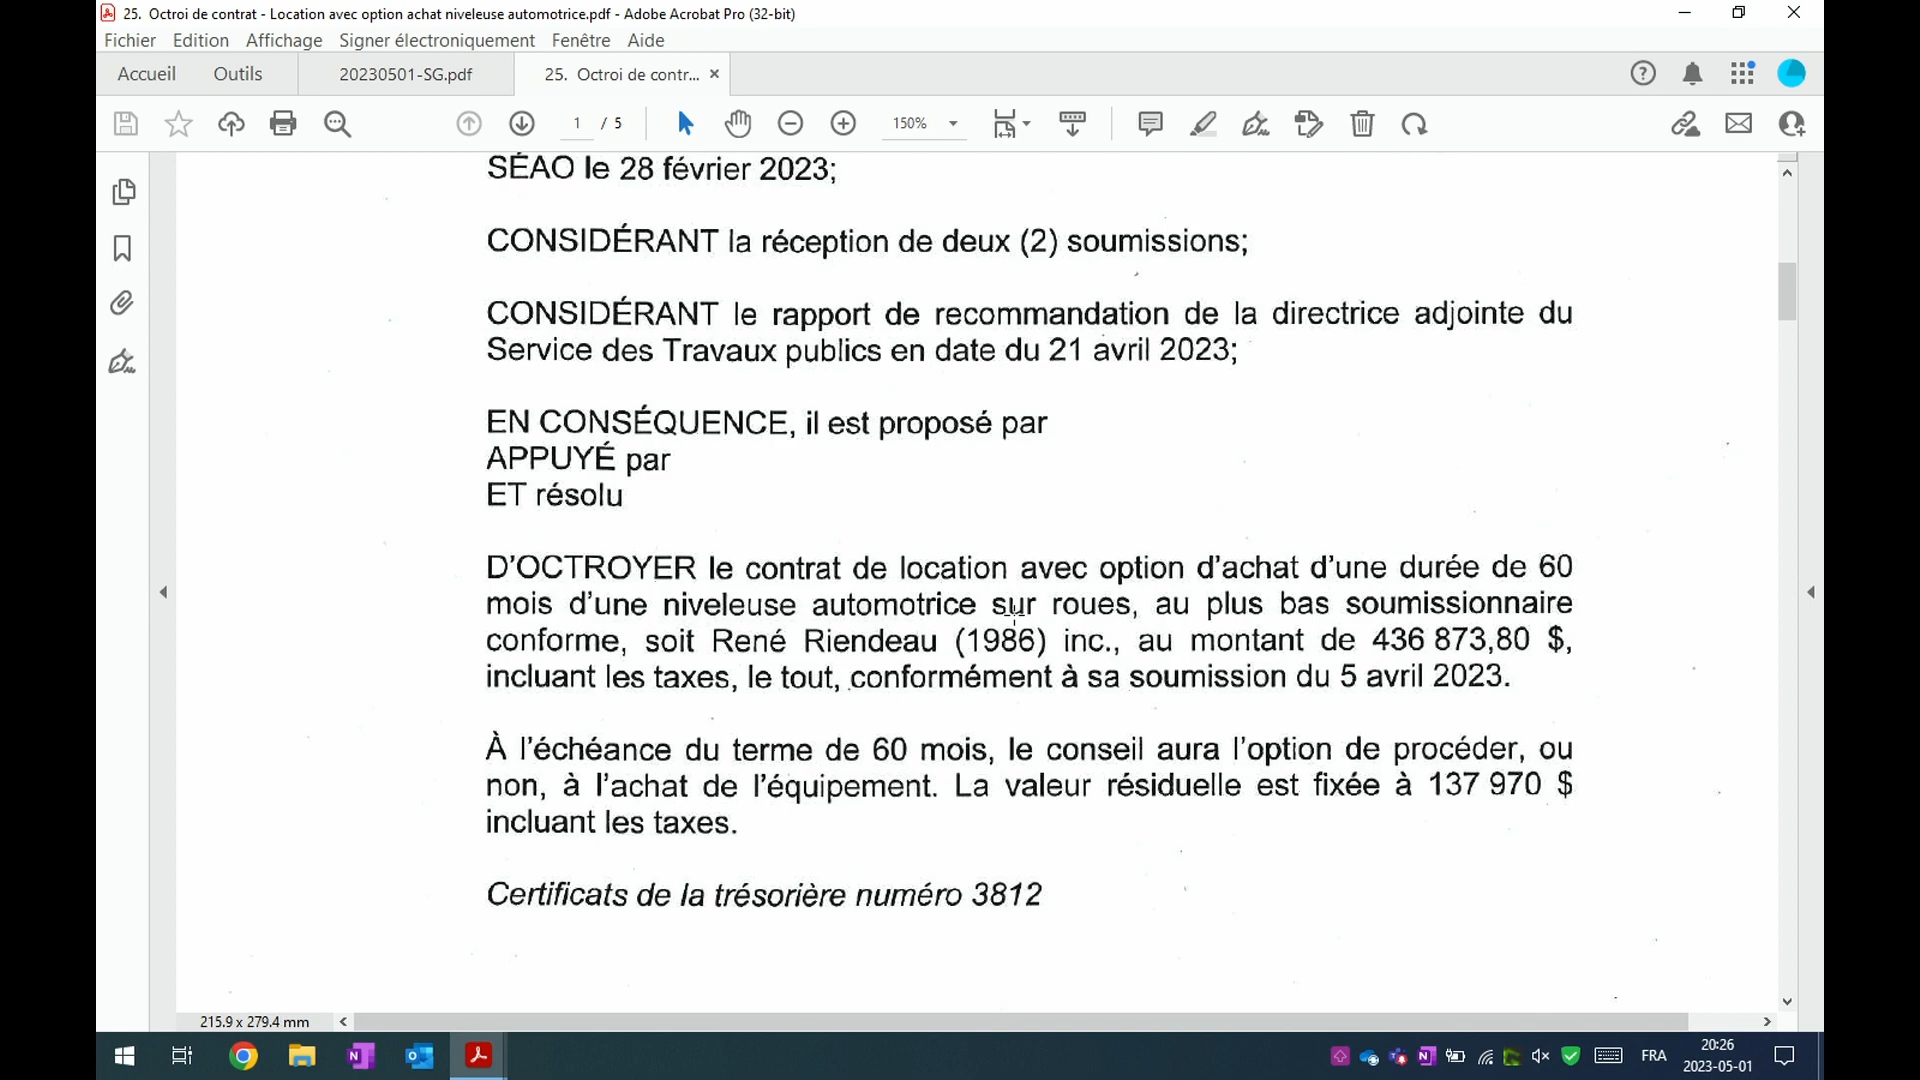 25. Octroi de contrat - Location avec option achat niveleuse automotrice.pdf - Adobe Acrobat Pro (32-bit)
Fichier Edition Affichage Signer électroniquement Fenêtre Aide
Accueil Outils 20230501-SG.pdf 25. Octroi de contr... ×
1 / 5 150%
SÉAO le 28 février 2023;
CONSIDÉRANT la réception de deux (2) soumissions;
CONSIDÉRANT le rapport de recommandation de la directrice adjointe du
Service des Travaux publics en date du 21 avril 2023;
EN CONSÉQUENCE, il est proposé par
APPUYÉ par
ET résolu
D'OCTROYER le contrat de location avec option d'achat d'une durée de 60
mois d'une niveleuse automotrice sur roues, au plus bas soumissionnaire
conforme, soit René Riendeau (1986) inc., au montant de 436 873,80 $,
incluant les taxes, le tout, conformément à sa soumission du 5 avril 2023.
À l'échéance du terme de 60 mois, le conseil aura l'option de procéder, ou
non, à l'achat de l'équipement. La valeur résiduelle est fixée à 137 970 $
incluant les taxes.
Certificats de la trésorière numéro 3812
215.9 x 279.4 mm
FRA
20:26
2023-05-01